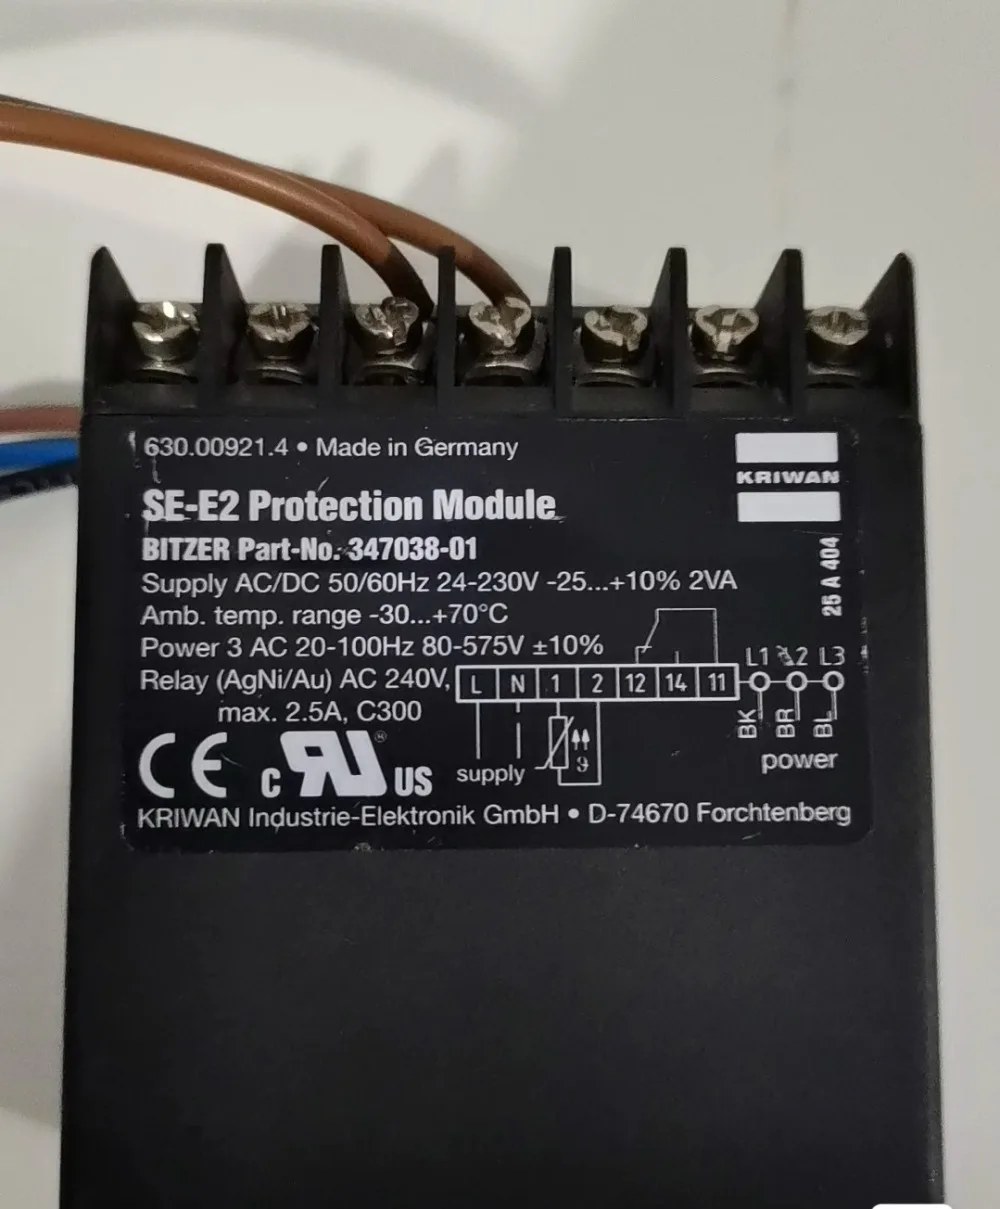 630.00921.4 • Made in Germany
KRIWAN
SE-E2 Protection Module
BITZER Part-No. 347038-01
Supply AC/DC 50/60Hz 24-230V -25...+10% 2VA
Amb. temp. range -30...+70°C
25 A 404
Power 3 AC 20-100Hz 80-575V ±10%
Relay (AgNi/Au) AC 240V,
max. 2.5A, C300
L N 1 2 12 14 11
L1 L2 L3
BK BR BL
ϑ
supply
power
CE
c RU US
®
KRIWAN Industrie-Elektronik GmbH • D-74670 Forchtenberg